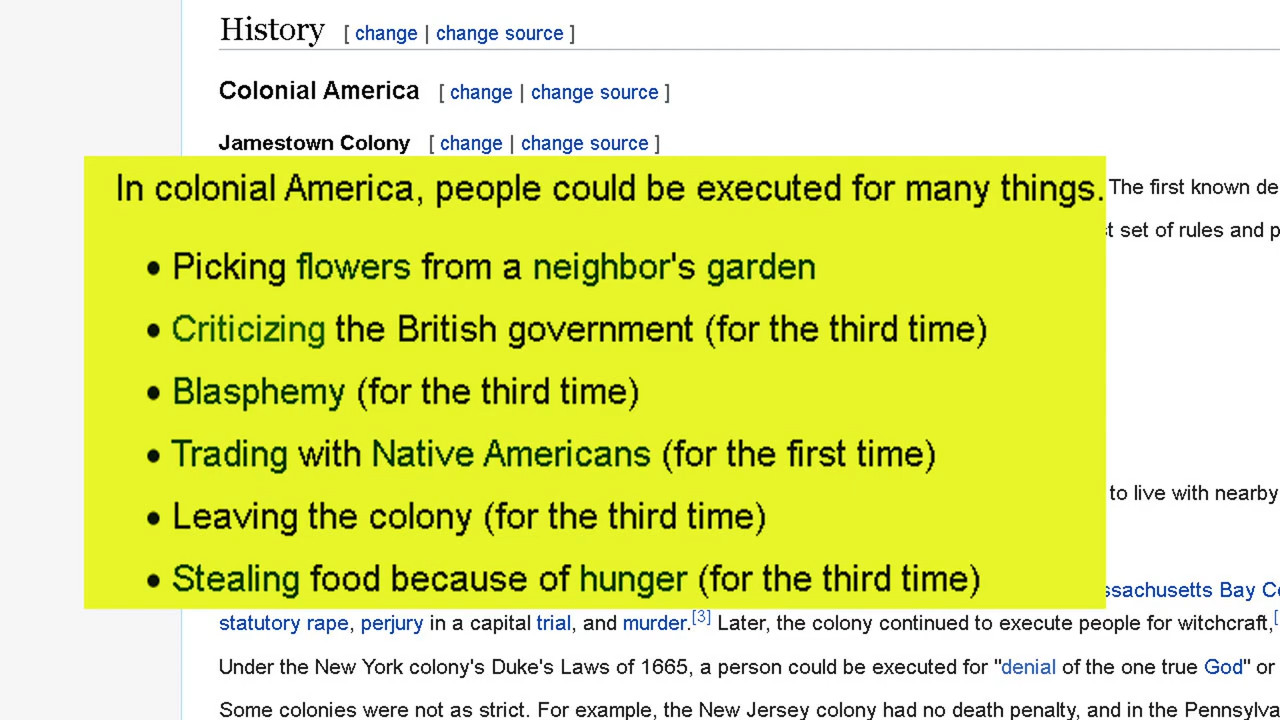 History [ change | change source ]
Colonial America [ change | change source ]
Jamestown Colony [ change | change source ]
In colonial America, people could be executed for many things. The first known de
• Picking flowers from a neighbor's garden
t set of rules and p
• Criticizing the British government (for the third time)
• Blasphemy (for the third time)
• Trading with Native Americans (for the first time)
to live with nearby
• Leaving the colony (for the third time)
• Stealing food because of hunger (for the third time)
ssachusetts Bay Co
statutory rape, perjury in a capital trial, and murder.[3] Later, the colony continued to execute people for witchcraft,[
Under the New York colony's Duke's Laws of 1665, a person could be executed for "denial of the one true God" or
Some colonies were not as strict. For example, the New Jersey colony had no death penalty, and in the Pennsylva